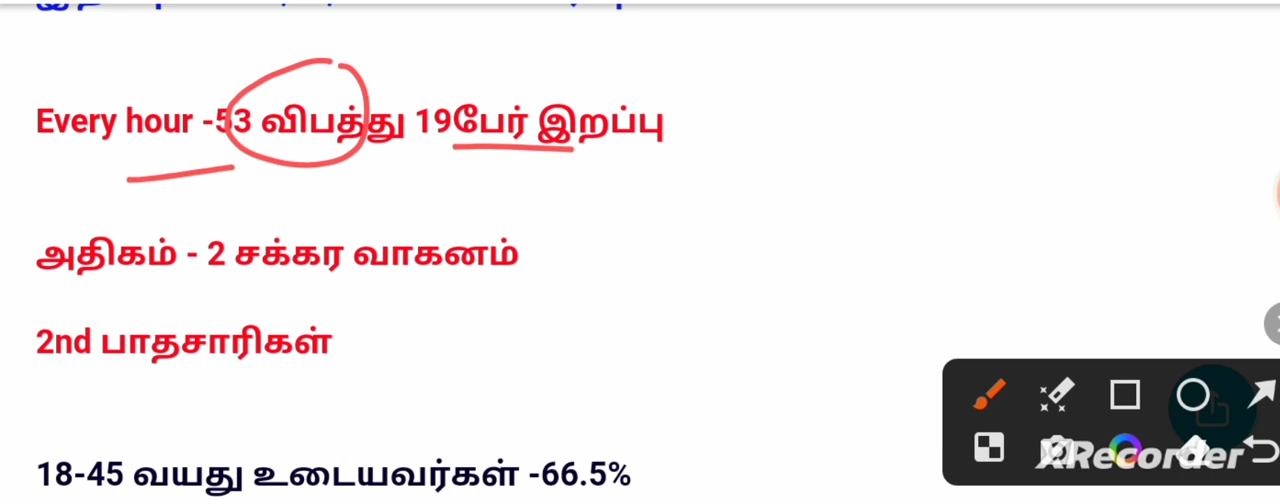 Every hour -53 விபத்து 19பேர் இறப்பு
அதிகம் - 2 சக்கர வாகனம்
2nd பாதசாரிகள்
18-45 வயது உடையவர்கள் -66.5%
XRecorder